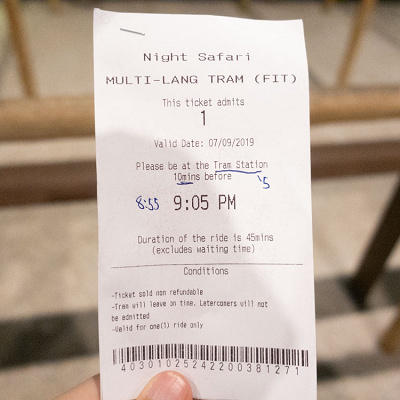 Night Safari
MULTI-LANG TRAM (FIT)
This ticket admits
1
Valid Date: 07/09/2019
Please be at the Tram Station
10mins before
'5
8:55 9:05 PM
Duration of the ride is 45mins
(excludes waiting time)
Conditions
-Ticket sold non refundable
-Tram will leave on time. Latercomers will not
be admitted
-Valid for one(1) ride only
40301025242200381271